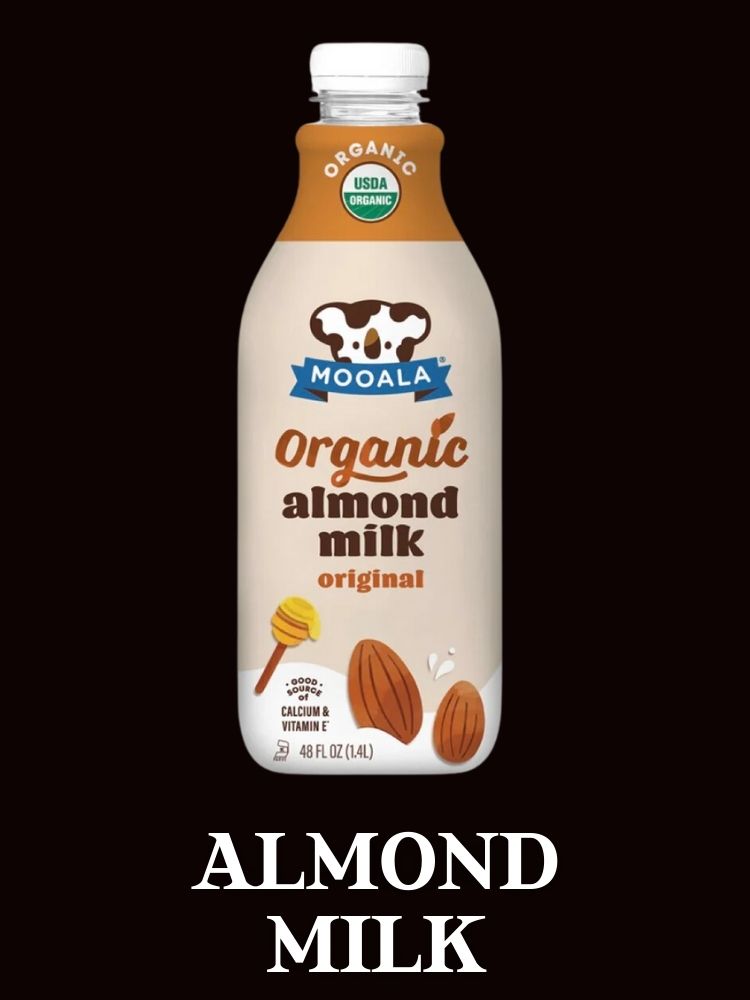 ORGANIC
USDA
ORGANIC
MOOALA®
Organic
almond
milk
original
• GOOD •
SOURCE
of
CALCIUM &
VITAMIN E*
48 FL OZ (1.4L)
ALMOND
MILK